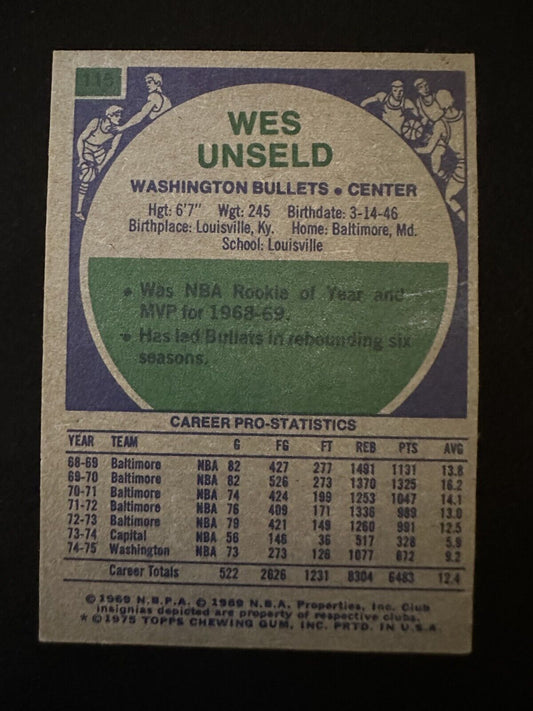 115
WES
UNSELD
WASHINGTON BULLETS • CENTER
Hgt: 6'7" Wgt: 245 Birthdate: 3-14-46
Birthplace: Louisville, Ky. Home: Baltimore, Md.
School: Louisville
• Was NBA Rookie of Year and
MVP for 1968-69.
• Has led Bullets in rebounding six
seasons.
CAREER PRO-STATISTICS
YEAR TEAM G FG FT REB PTS AVG
68-69 Baltimore NBA 82 427 277 1491 1131 13.8
69-70 Baltimore NBA 82 526 273 1370 1325 16.2
70-71 Baltimore NBA 74 424 199 1253 1047 14.1
71-72 Baltimore NBA 76 409 171 1336 989 13.0
72-73 Baltimore NBA 79 421 149 1260 991 12.5
73-74 Capital NBA 56 146 36 517 328 5.9
74-75 Washington NBA 73 273 126 1077 672 9.2
Career Totals 522 2626 1231 8304 6483 12.4
© 1969 N.B.P.A. © 1969 N.B.A. Properties, Inc. Club
insignias depicted are property of respective clubs.
* © 1975 TOPPS CHEWING GUM, INC. PRTD. IN U.S.A.